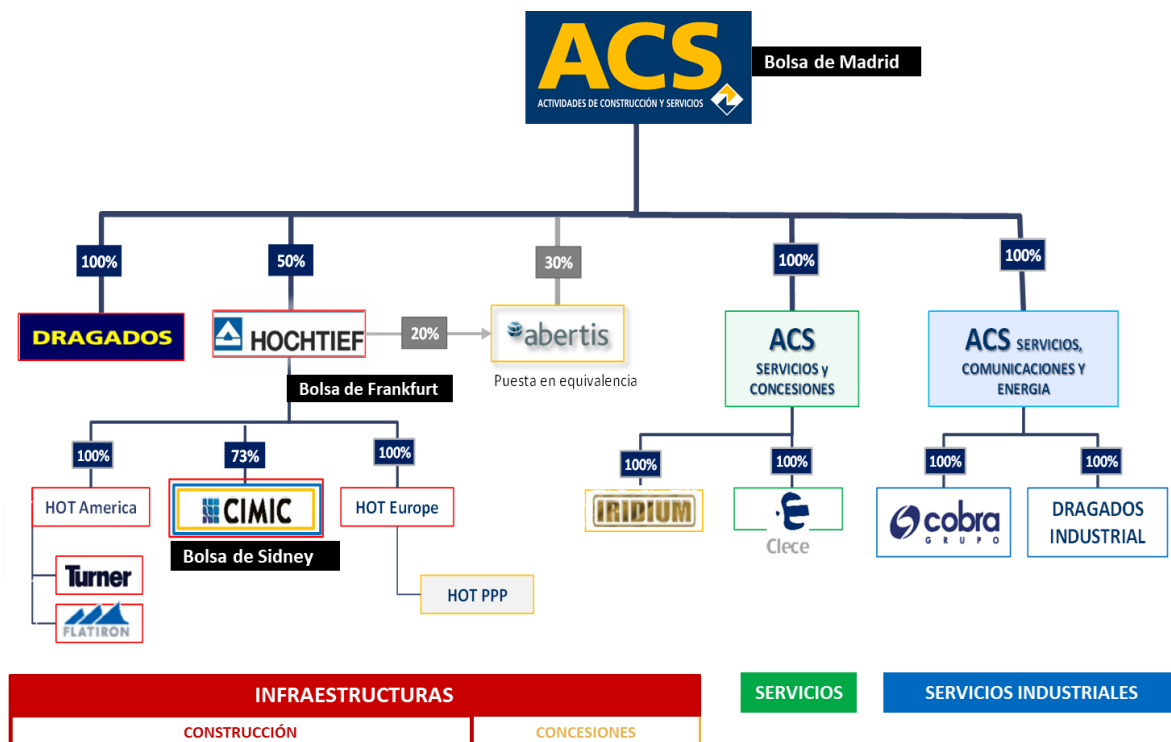 ACS
ACTIVIDADES DE CONSTRUCCIÓN Y SERVICIOS
Bolsa de Madrid
100%
50%
30%
100%
100%
DRAGADOS
HOCHTIEF
20%
abertis
ACS
SERVICIOS y
CONCESIONES
ACS SERVICIOS,
COMUNICACIONES Y
ENERGIA
Bolsa de Frankfurt
Puesta en equivalencia
100%
73%
100%
100%
100%
100%
100%
HOT America
CIMIC
HOT Europe
IRIDIUM
Clece
cobra
GRUPO
DRAGADOS
INDUSTRIAL
Bolsa de Sidney
Turner
FLATIRON
HOT PPP
INFRAESTRUCTURAS
SERVICIOS
SERVICIOS INDUSTRIALES
CONSTRUCCIÓN
CONCESIONES